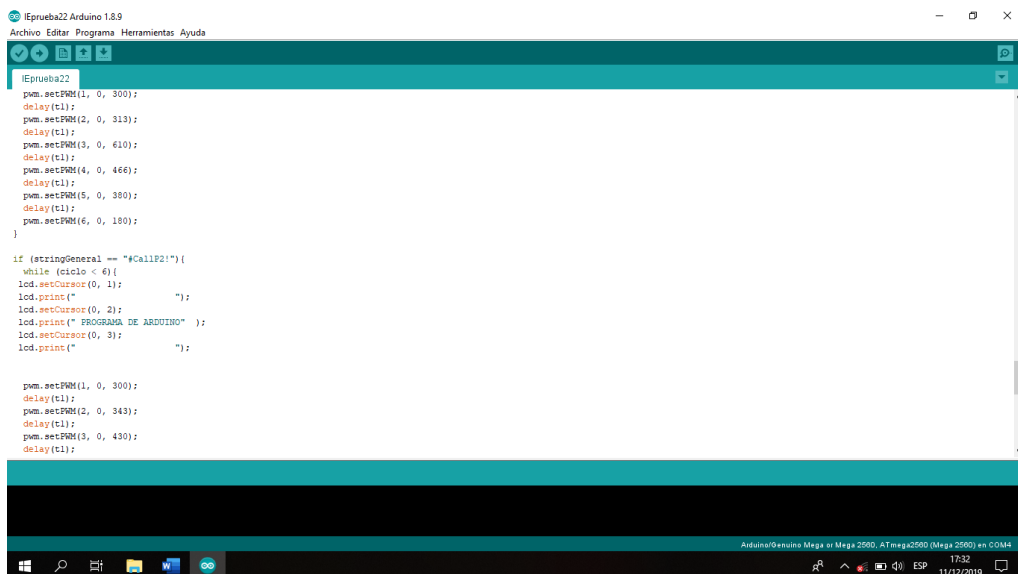 IEprueba22 Arduino 1.8.9
Archivo Editar Programa Herramientas Ayuda
IEprueba22
pwm.setPWM(1, 0, 300);
delay(t1);
pwm.setPWM(2, 0, 313);
delay(t1);
pwm.setPWM(3, 0, 610);
delay(t1);
pwm.setPWM(4, 0, 466);
delay(t1);
pwm.setPWM(5, 0, 380);
delay(t1);
pwm.setPWM(6, 0, 180);
}
if (stringGeneral == "#CallP2!"){
while (ciclo < 6){
lcd.setCursor(0, 1);
lcd.print("                    ");
lcd.setCursor(0, 2);
lcd.print(" PROGRAMA DE ARDUINO"  );
lcd.setCursor(0, 3);
lcd.print("                    ");
pwm.setPWM(1, 0, 300);
delay(t1);
pwm.setPWM(2, 0, 343);
delay(t1);
pwm.setPWM(3, 0, 430);
delay(t1);
Arduino/Genuino Mega or Mega 2560, ATmega2560 (Mega 2560) en COM4
ESP
17:32
11/12/2019